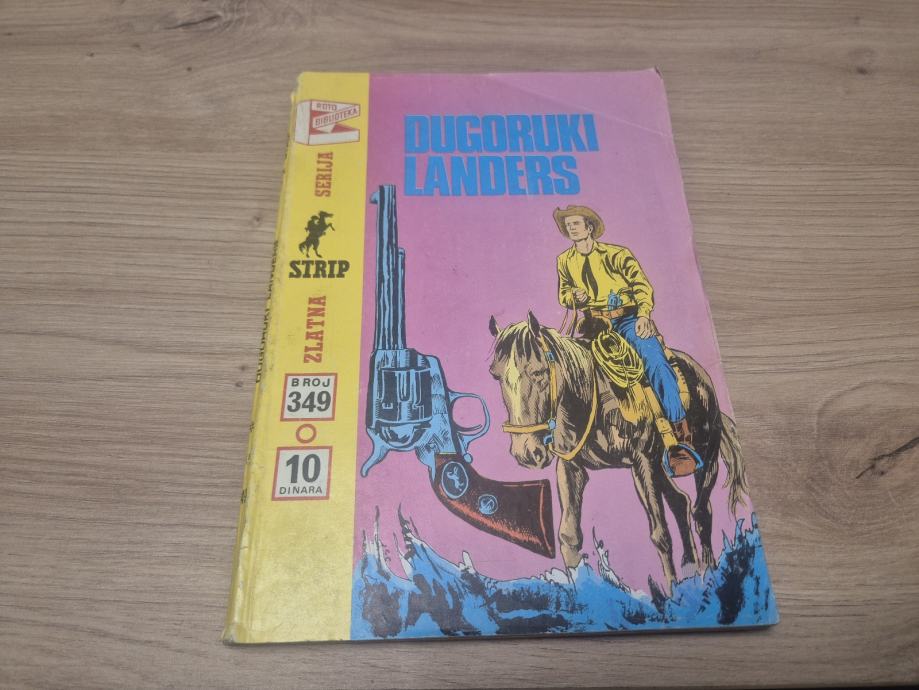 ROTO
BIBLIOTEKA
SERIJA
STRIP
ZLATNA
BROJ
349
10
DINARA
DUGORUKI
LANDERS